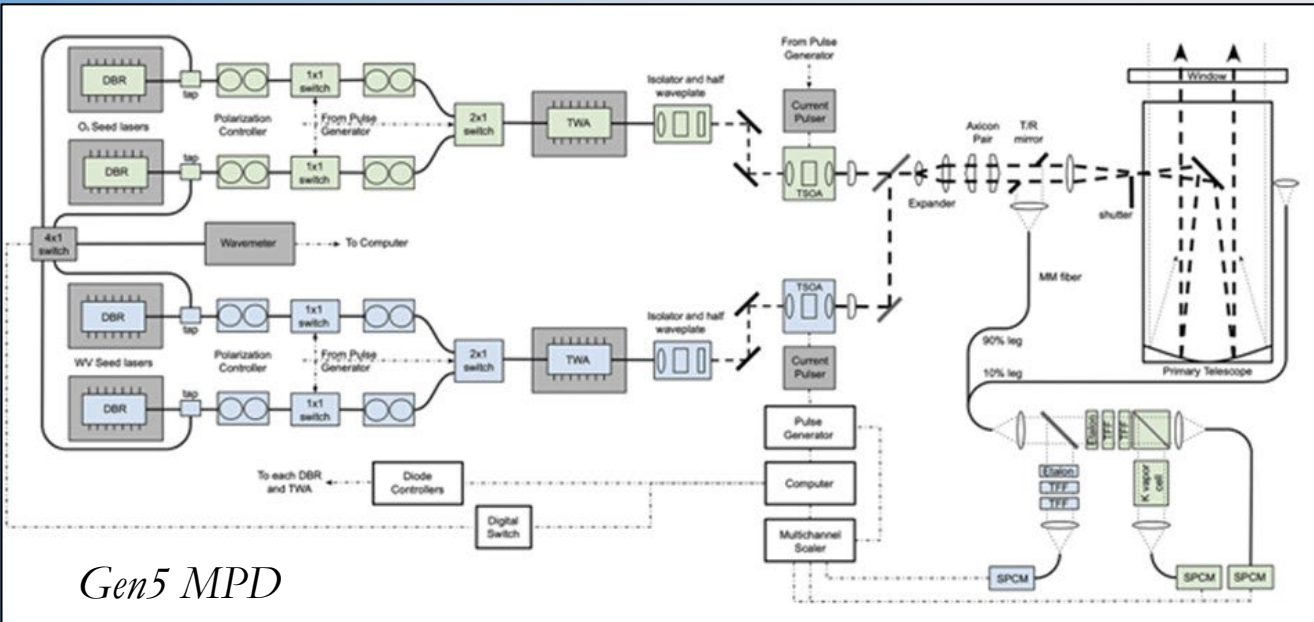 From Pulse
Generator
DBR
tap
1x1
switch
O₂ Seed lasers
Polarization
Controller
From Pulse
Generator
2x1
switch
TWA
Isolator and half
waveplate
Current
Pulser
TSOA
Expander
Axicon
Pair
T/R
mirror
shutter
Window
Primary Telescope
DBR
tap
1x1
switch
4x1
switch
Wavemeter
To Computer
MM fiber
90% leg
10% leg
DBR
tap
1x1
switch
WV Seed lasers
Polarization
Controller
From Pulse
Generator
2x1
switch
TWA
Isolator and half
waveplate
TSOA
Current
Pulser
DBR
tap
1x1
switch
Pulse
Generator
To each DBR
and TWA
Diode
Controllers
Computer
Digital
Switch
Multichannel
Scaler
Etalon
TFF
TFF
Etalon
TFF
TFF
K vapor
cell
SPCM
SPCM
SPCM
Gen5 MPD